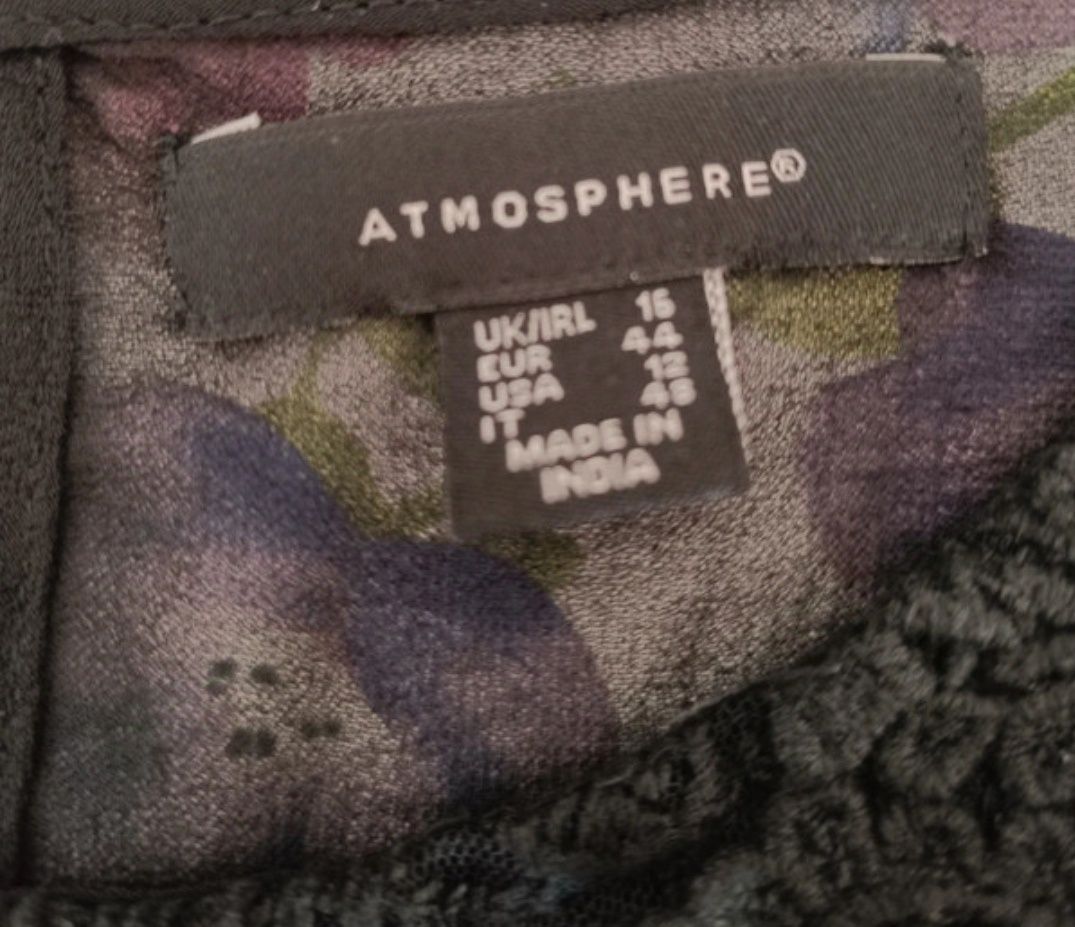 ATMOSPHERE®
UK/IRL 16
EUR 44
USA 12
IT 48
MADE IN
INDIA